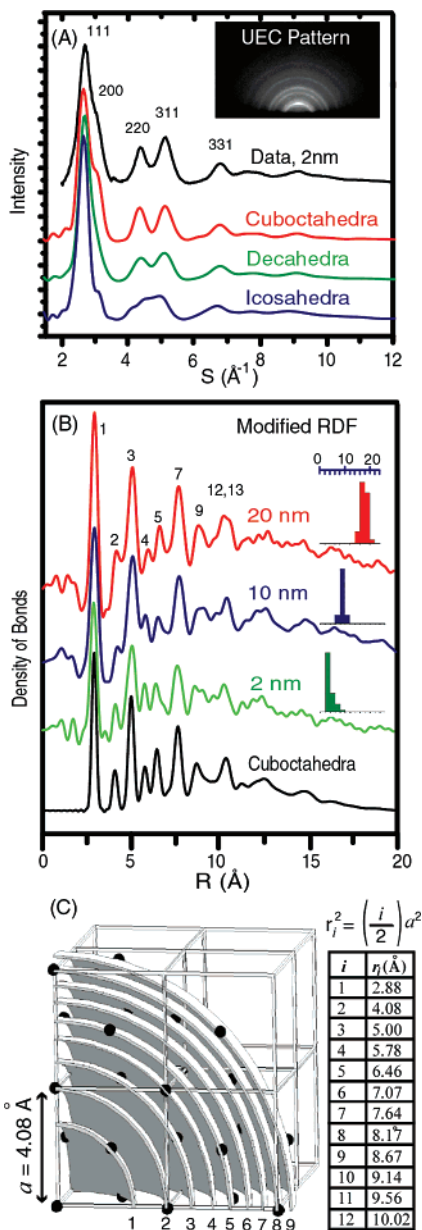 (A)
111
UEC Pattern
200
311
220
331
Data, 2nm
Cuboctahedra
Decahedra
Icosahedra
Intensity
2 4 6 8 10 12
S (Å-1)
(B)
Modified RDF
1
0 10 20
3
7
12,13
20 nm
5
9
2
4
10 nm
2 nm
Cuboctahedra
Density of Bonds
0 5 10 15 20
R (Å)
(C)
r_i^2 = (i/2) a^2
i r_i(Å)
1 2.88
2 4.08
3 5.00
4 5.78
5 6.46
6 7.07
7 7.64
8 8.17
9 8.67
10 9.14
11 9.56
12 10.02
a = 4.08 Å
1 2 3 4 5 6 7 8 9